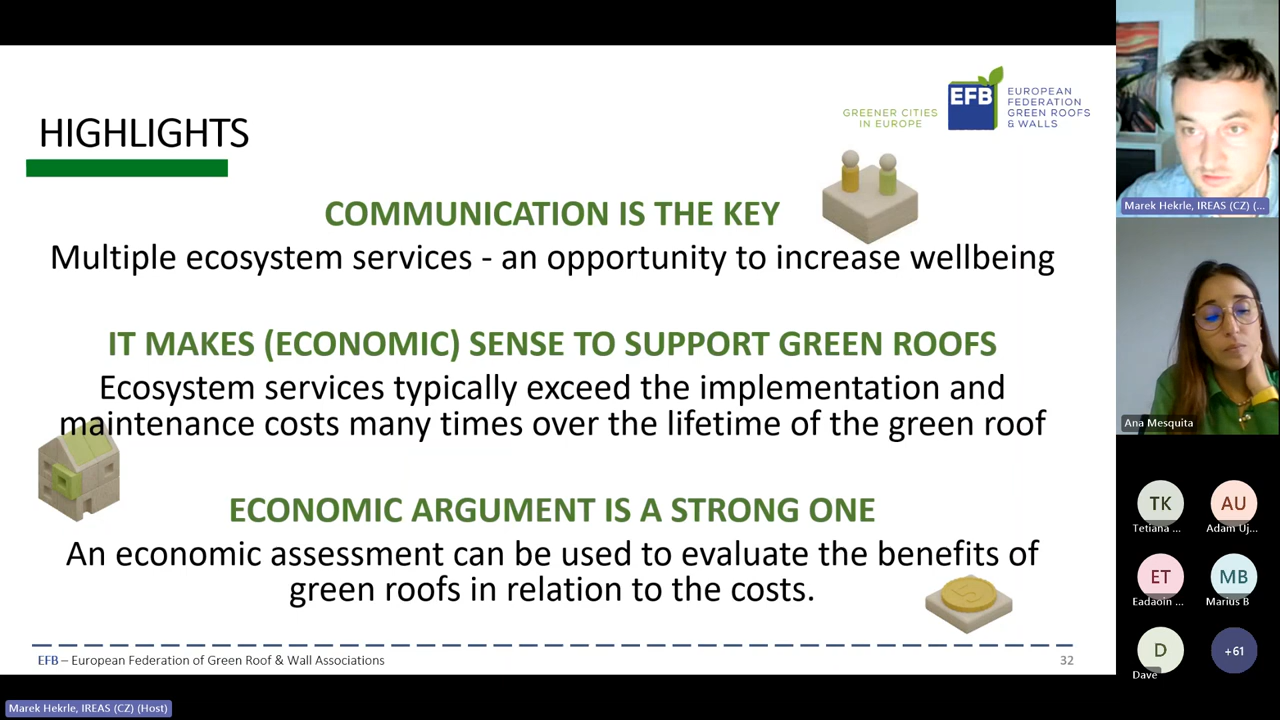 HIGHLIGHTS
GREENER CITIES
IN EUROPE
EFB
EUROPEAN
FEDERATION
GREEN ROOFS
& WALLS
COMMUNICATION IS THE KEY
Multiple ecosystem services - an opportunity to increase wellbeing
IT MAKES (ECONOMIC) SENSE TO SUPPORT GREEN ROOFS
Ecosystem services typically exceed the implementation and
maintenance costs many times over the lifetime of the green roof
ECONOMIC ARGUMENT IS A STRONG ONE
An economic assessment can be used to evaluate the benefits of
green roofs in relation to the costs.
5
EFB – European Federation of Green Roof & Wall Associations
32
Marek Hekrle, IREAS (CZ) (...
Ana Mesquita
TK
Tetiana ...
AU
Adam Uj...
ET
Eadaoin ...
MB
Marius B
D
Dave
+61
Marek Hekrle, IREAS (CZ) (Host)